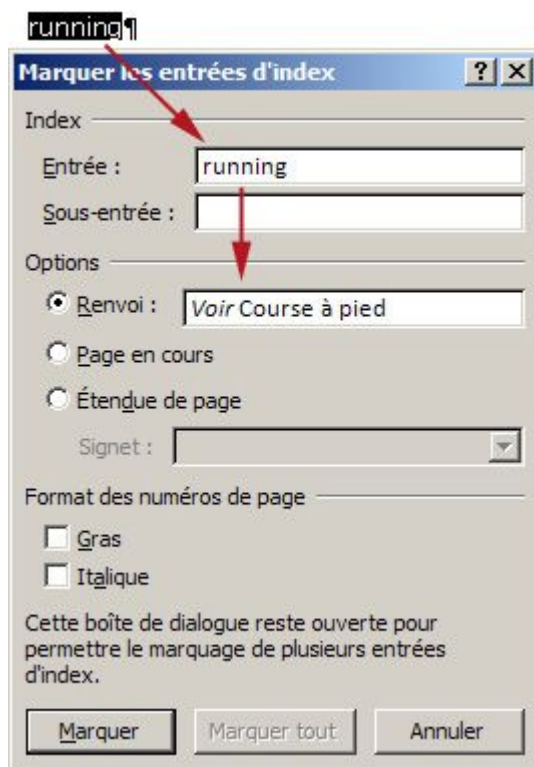 running¶
Marquer les entrées d'index
Index
Entrée : running
Sous-entrée :
Options
Renvoi : Voir Course à pied
Page en cours
Étendue de page
Signet :
Format des numéros de page
Gras
Italique
Cette boîte de dialogue reste ouverte pour
permettre le marquage de plusieurs entrées
d'index.
Marquer Marquer tout Annuler